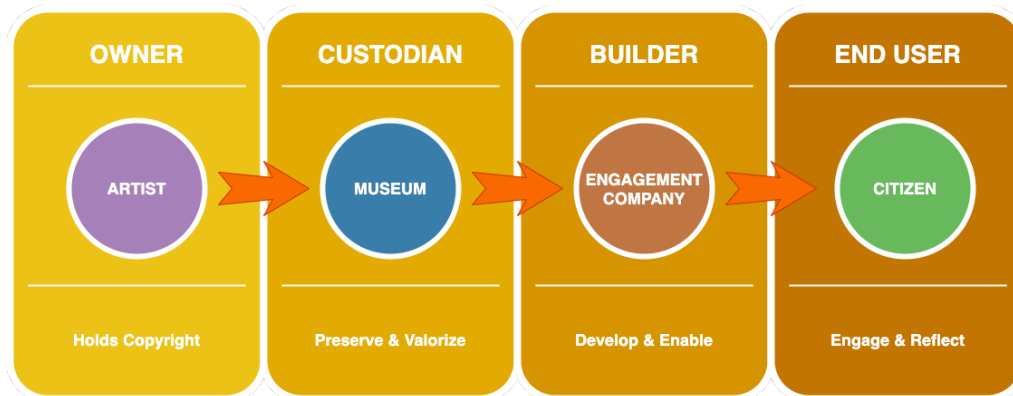 OWNER
ARTIST
Holds Copyright
CUSTODIAN
MUSEUM
Preserve & Valorize
BUILDER
ENGAGEMENT
COMPANY
Develop & Enable
END USER
CITIZEN
Engage & Reflect